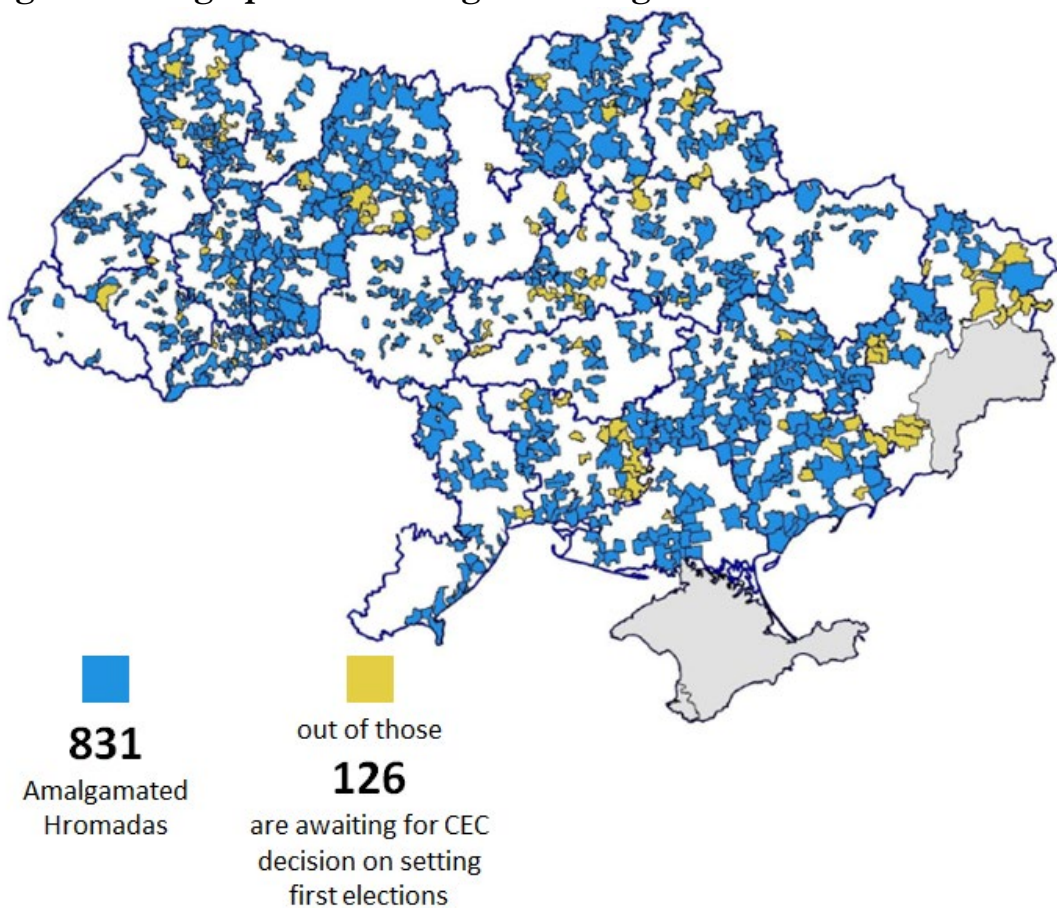 831
Amalgamated
Hromadas
out of those
126
are awaiting for CEC
decision on setting
first elections